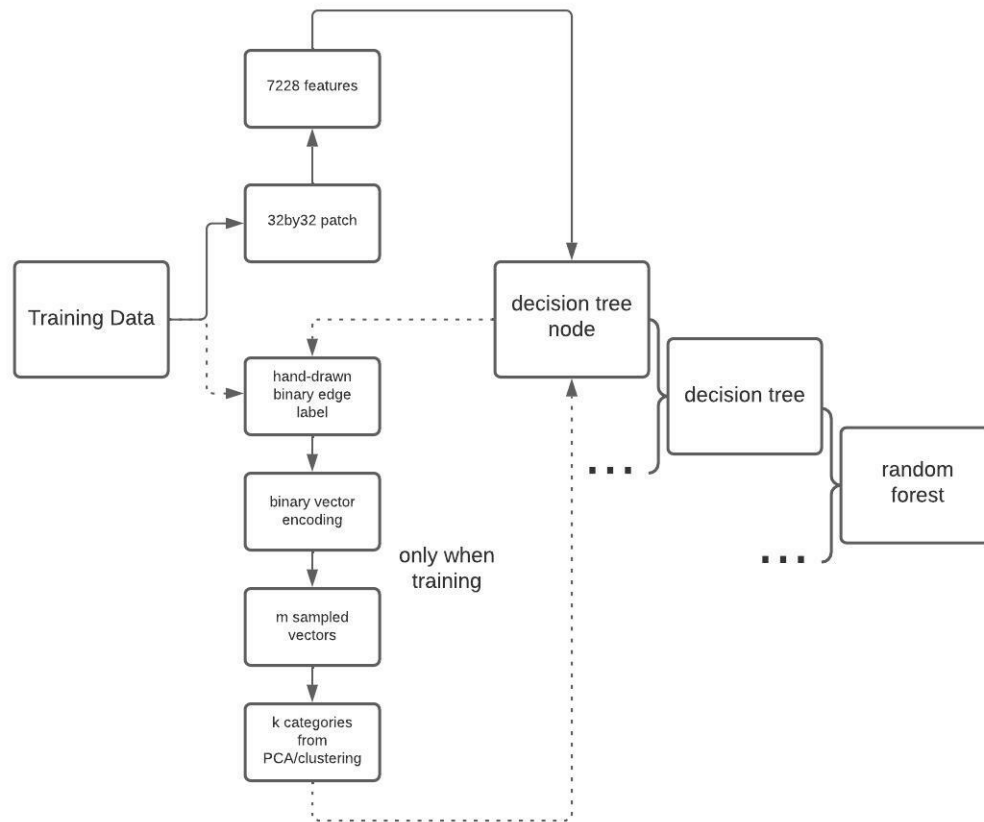 7228 features
32by32 patch
Training Data
decision tree
node
hand-drawn
binary edge
label
decision tree
...
binary vector
encoding
random
forest
only when
training
...
m sampled
vectors
k categories
from
PCA/clustering